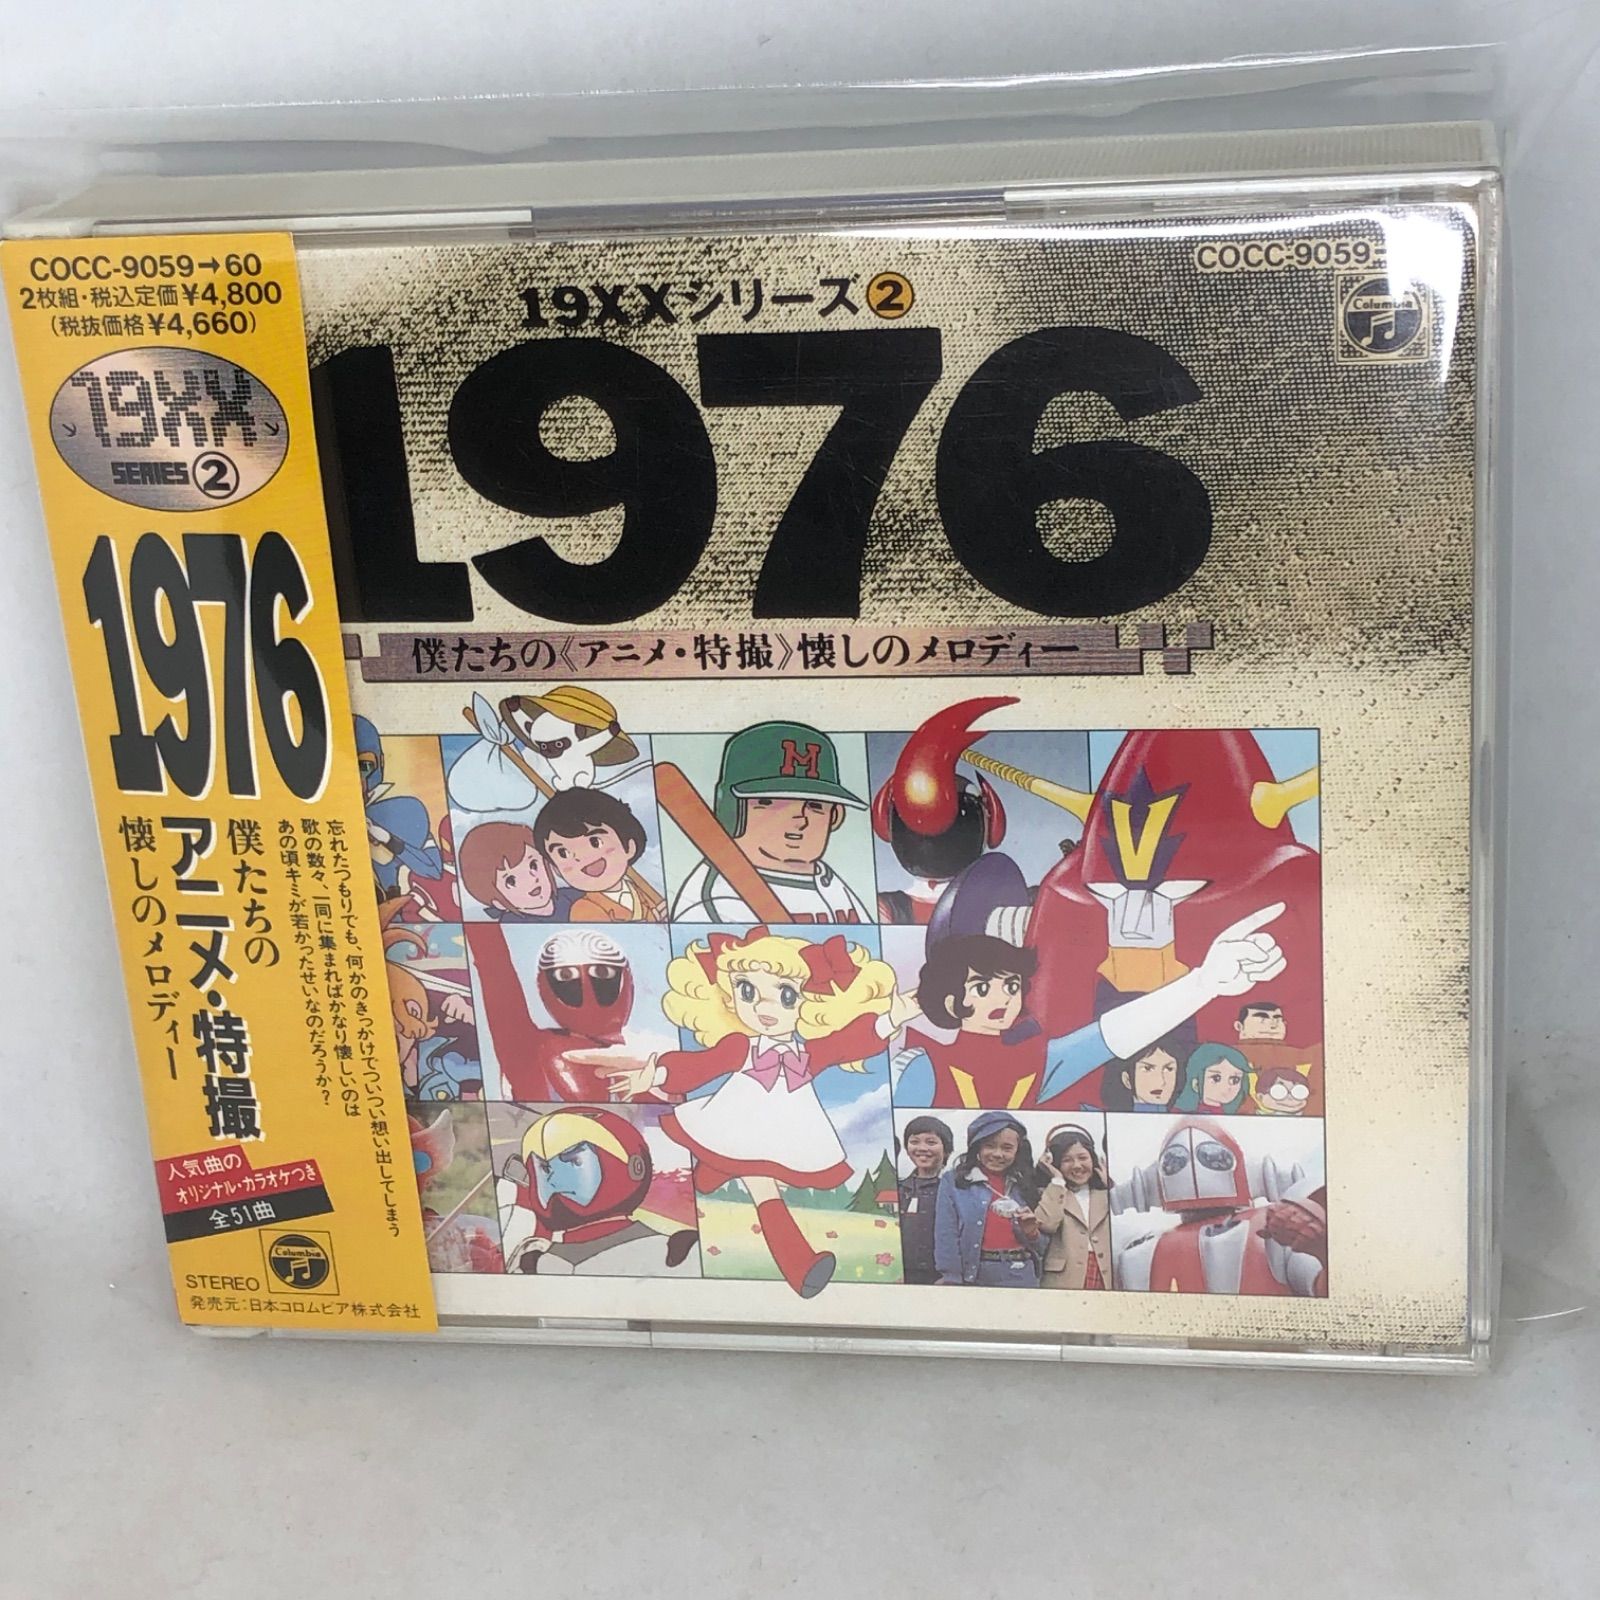 COCC-9059→60
2枚組・税込定価¥4,800
(税抜価格¥4,660)
19XX
SERIES②
1976
僕たちの
アニメ・特撮
懐しのメロディー
忘れたつもりでも、何かのきっかけでついつい想い出してしまう
歌の数々、一同に集まればかなり懐しいのは
あの頃キミが若かったせいなのだろうか?
人気曲の
オリジナル・カラオケつき
全51曲
Columbia
STEREO
発売元:日本コロムビア株式会社
COCC-9059
19XXシリーズ②
Columbia
1976
僕たちの《アニメ・特撮》懐しのメロディー
M
V
V